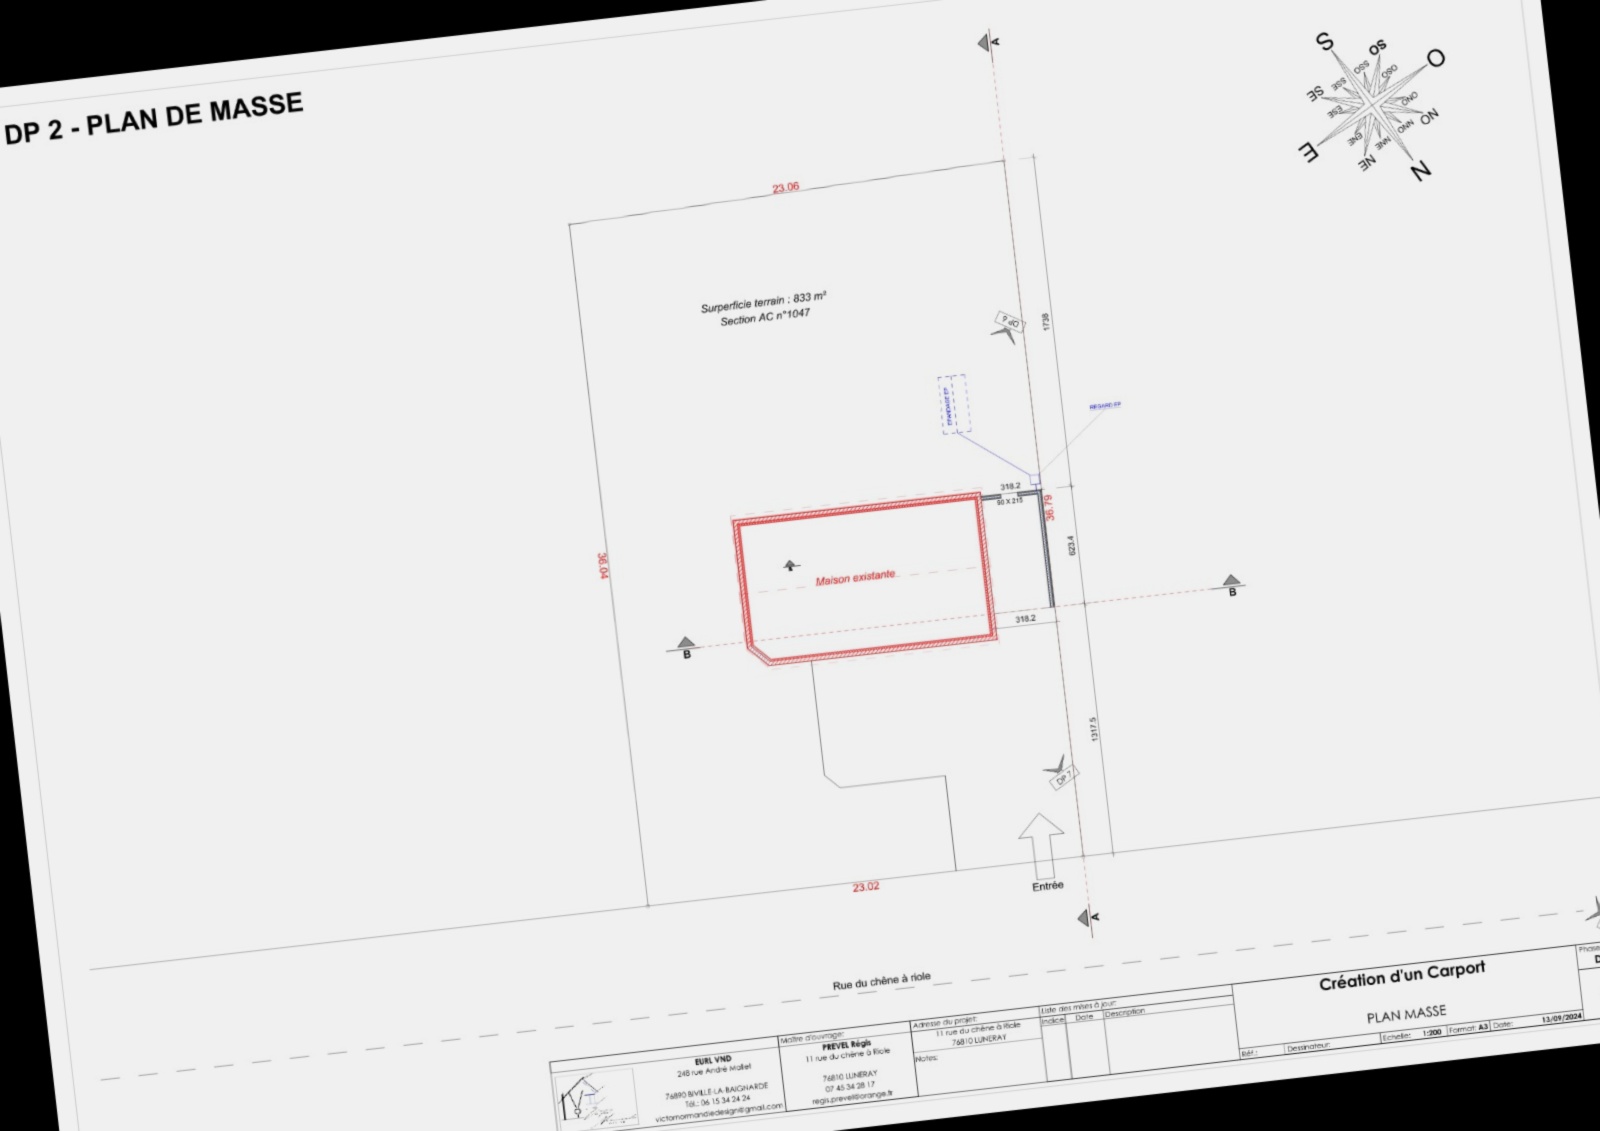 DP 2 - PLAN DE MASSE
A
S
SO
O
SSO
OSO
SSE
SE
ESE
ONO
NO
NNO
NNE
ENE
NE
E
N
23.06
Surperficie terrain : 833 m²
Section AC n°1047
DP 6
1738
EPANDAGE EP
REGARD EP
318.2
90 X 215
36.79
623.4
36.04
Maison existante
B
B
318.2
1317.5
DP 7
Entrée
23.02
A
Rue du chêne à riole
EURL VND
248 rue André Mallet
76890 BIVILLE-LA-BAIGNARDE
Tél.: 06 15 34 24 24
victornormandiedesign@gmail.com
Maître d'ouvrage:
PREVEL Régis
11 rue du chêne à Riole
76810 LUNERAY
07 45 34 28 17
regis.prevel@orange.fr
Adresse du projet:
11 rue du chêne à Riole
76810 LUNERAY
Notes:
Liste des mises à jour:
Indice Date Description
Création d'un Carport
PLAN MASSE
Réf.: Dessinateur: Echelle: 1:200 Format: A3 Date: 13/09/2024
Phase
D